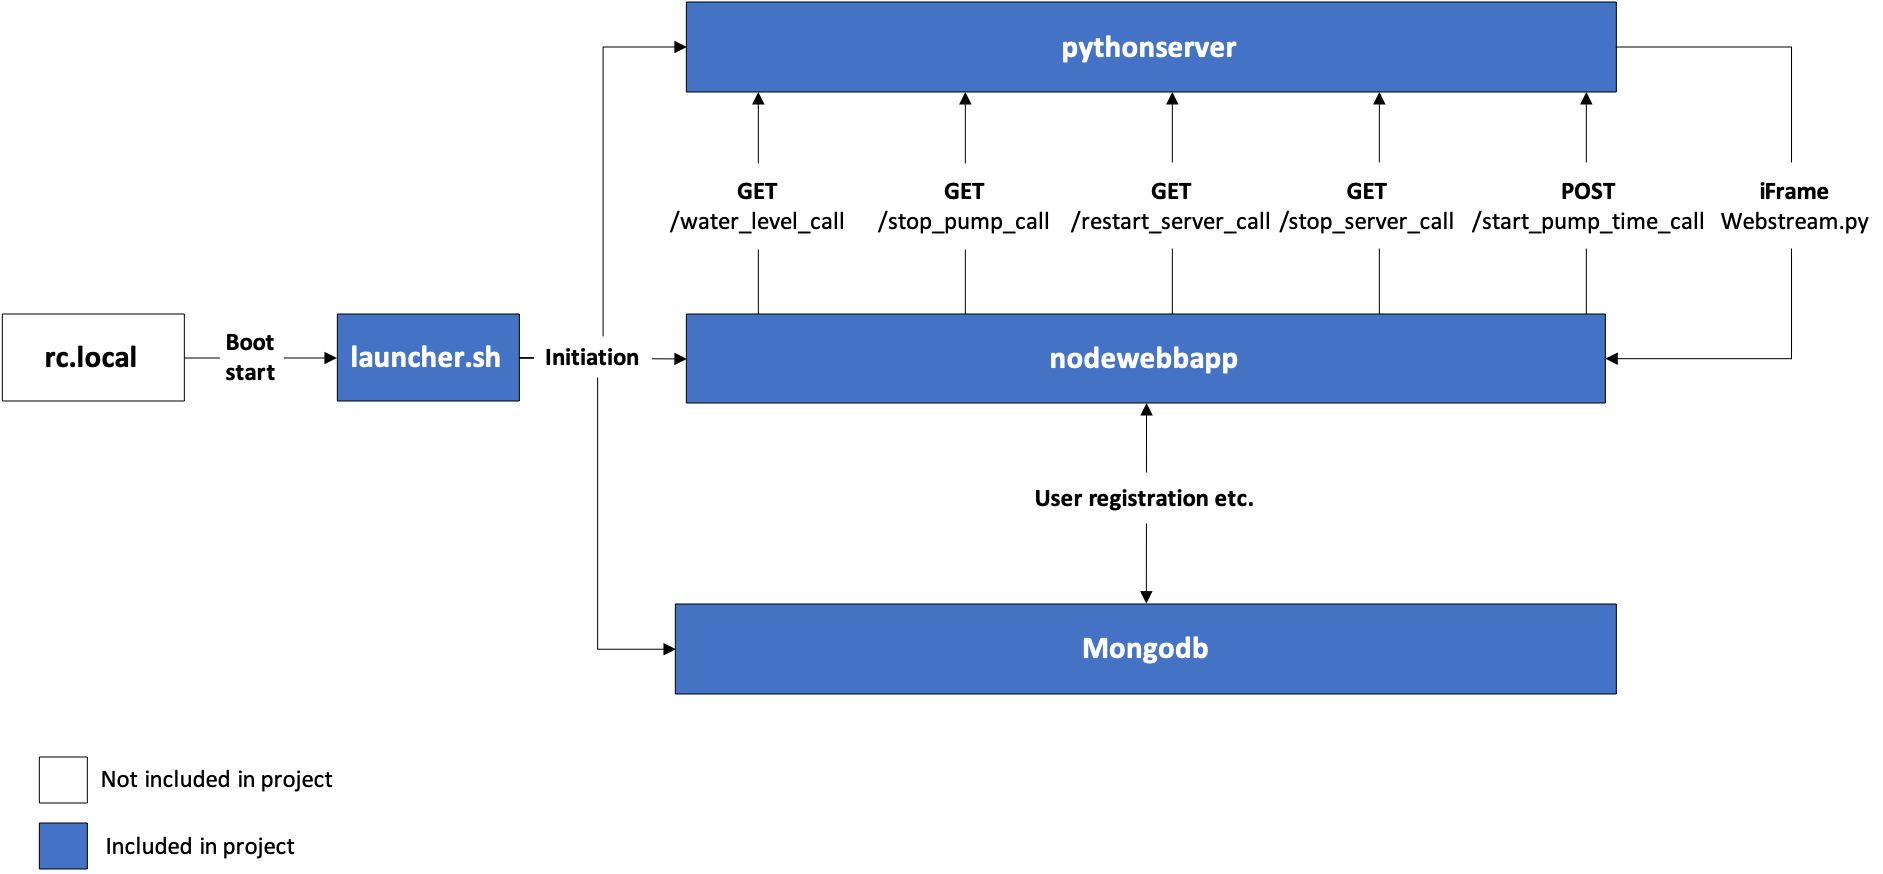 pythonserver
GET
/water_level_call
GET
/stop_pump_call
GET
/restart_server_call
GET
/stop_server_call
POST
/start_pump_time_call
iFrame
Webstream.py
rc.local
Boot
start
launcher.sh
Initiation
nodewebbapp
User registration etc.
Mongodb
Not included in project
Included in project